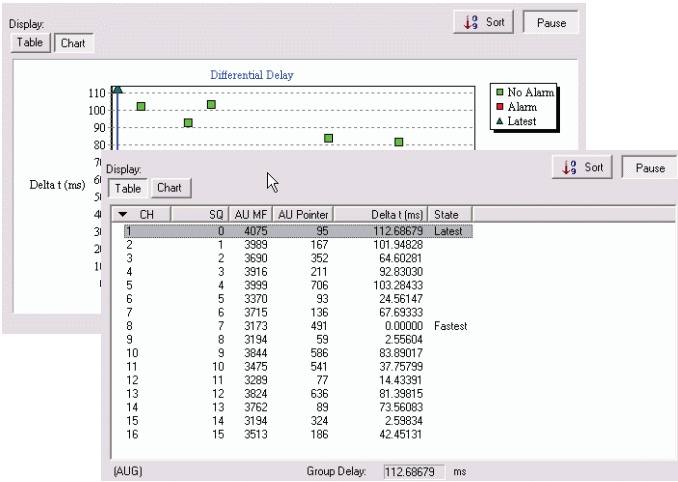 Display:
Sort Pause
Table Chart
Differential Delay
110
100
90
80
Delta t (ms)
No Alarm
Alarm
Latest
Display:
Sort Pause
Table Chart
CH SQ AU MF AU Pointer Delta t (ms) State
1 0 4075 95 112.68679 Latest
2 1 3989 167 101.94828
3 2 3690 352 64.60281
4 3 3916 211 92.83030
5 4 3999 706 103.28433
6 5 3370 93 24.56147
7 6 3715 136 67.69333
8 7 3173 491 0.00000 Fastest
9 8 3194 59 2.55604
10 9 3844 586 83.89017
11 10 3475 541 37.75799
12 11 3289 77 14.43391
13 12 3824 636 81.39815
14 13 3762 89 73.56083
15 14 3194 324 2.59834
16 15 3513 186 42.45131
(AUG) Group Delay: 112.68679 ms